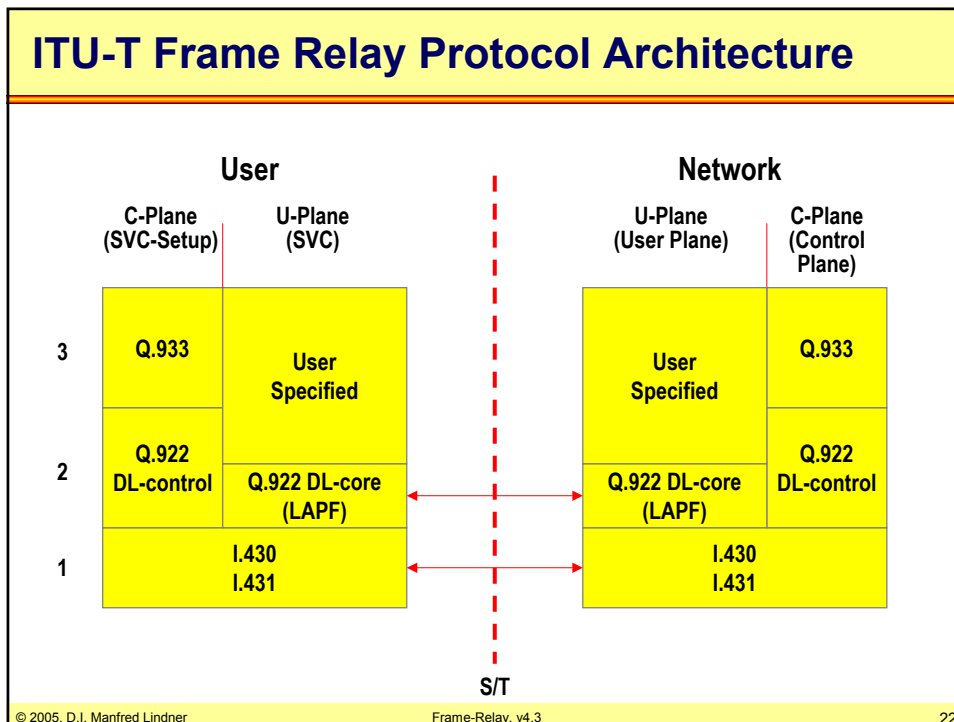 ITU-T Frame Relay Protocol Architecture
User
Network
C-Plane
(SVC-Setup)
U-Plane
(SVC)
U-Plane
(User Plane)
C-Plane
(Control
Plane)
3
Q.933
User
Specified
User
Specified
Q.933
2
Q.922
DL-control
Q.922 DL-core
(LAPF)
Q.922 DL-core
(LAPF)
Q.922
DL-control
1
I.430
I.431
I.430
I.431
S/T
© 2005, D.I. Manfred Lindner
Frame-Relay, v4.3
22